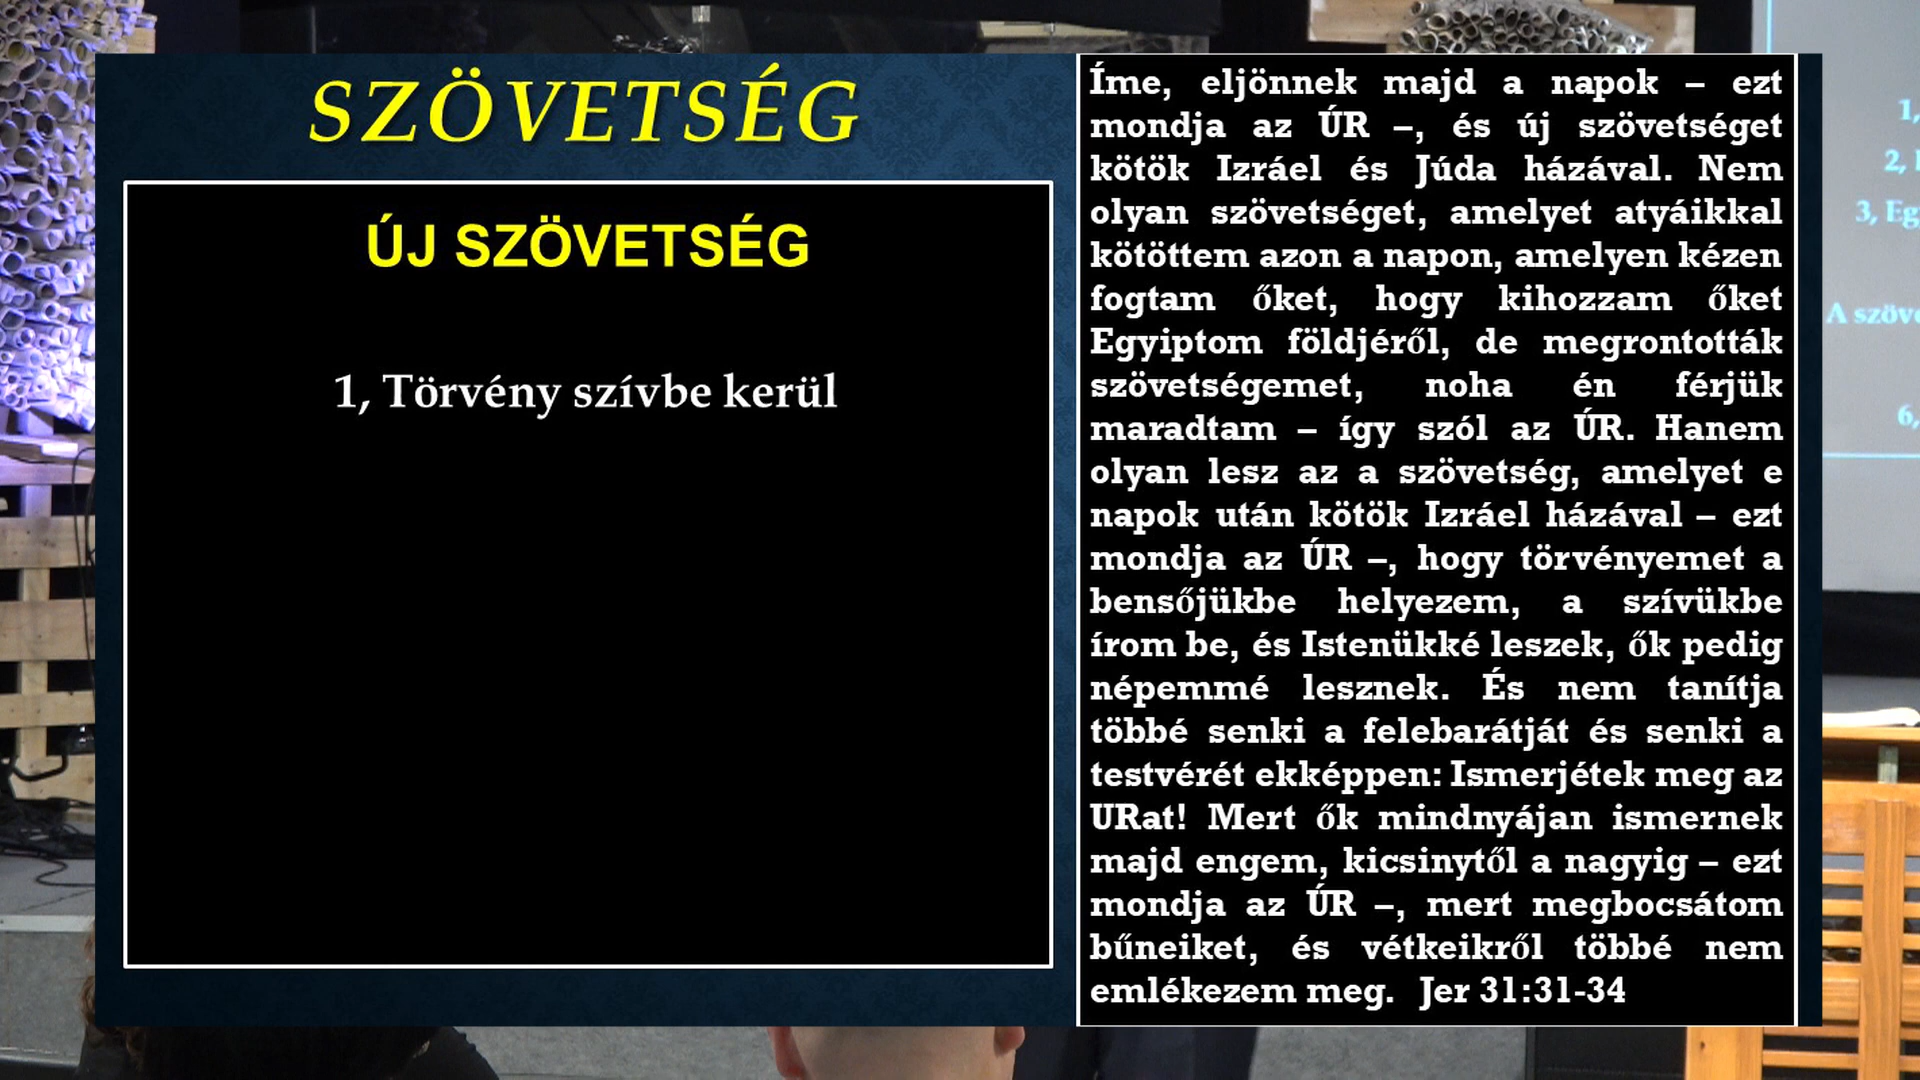 SZÖVETSÉG
ÚJ SZÖVETSÉG
1, Törvény szívbe kerül
Íme, eljönnek majd a napok – ezt
mondja az ÚR –, és új szövetséget
kötök Izráel és Júda házával. Nem
olyan szövetséget, amelyet atyáikkal
kötöttem azon a napon, amelyen kézen
fogtam őket, hogy kihozzam őket
Egyiptom földjéről, de megrontották
szövetségemet, noha én férjük
maradtam – így szól az ÚR. Hanem
olyan lesz az a szövetség, amelyet e
napok után kötök Izráel házával – ezt
mondja az ÚR –, hogy törvényemet a
bensőjükbe helyezem, a szívükbe
írom be, és Istenükké leszek, ők pedig
népemmé lesznek. És nem tanítja
többé senki a felebarátját és senki a
testvérét ekképpen: Ismerjétek meg az
URat! Mert ők mindnyájan ismernek
majd engem, kicsinytől a nagyig – ezt
mondja az ÚR –, mert megbocsátom
bűneiket, és vétkeikről többé nem
emlékezem meg. Jer 31:31-34
1,
2,
3, Eg
A szöv
6,